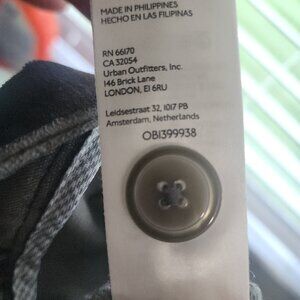 MADE IN PHILIPPINES
HECHO EN LAS FILIPINAS
RN 66170
CA 32054
Urban Outfitters, Inc.
146 Brick Lane
LONDON, E1 6RU
Leidsestraat 32, 1017 PB
Amsterdam, Netherlands
OB1399938